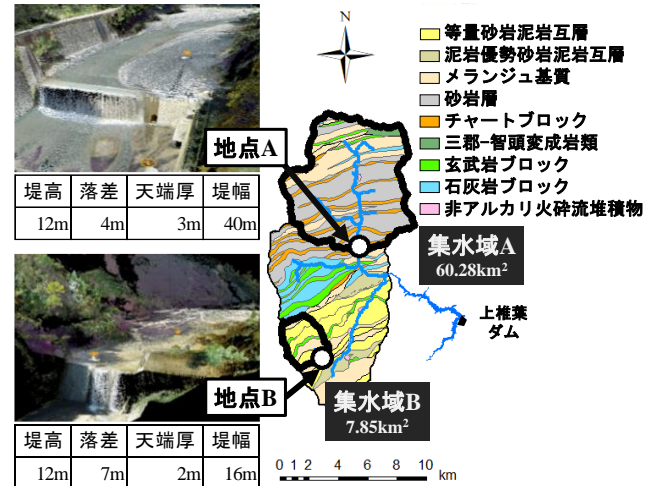 N
等量砂岩泥岩互層
泥岩優勢砂岩泥岩互層
メランジュ基質
砂岩層
チャートブロック
三郡−智頭変成岩類
玄武岩ブロック
石灰岩ブロック
非アルカリ火砕流堆積物
地点A
堤高 落差 天端厚 堤幅
12m 4m 3m 40m
集水域A
60.28km²
上椎葉
ダム
地点B
集水域B
7.85km²
堤高 落差 天端厚 堤幅
12m 7m 2m 16m
0 1 2 4 6 8 10
km